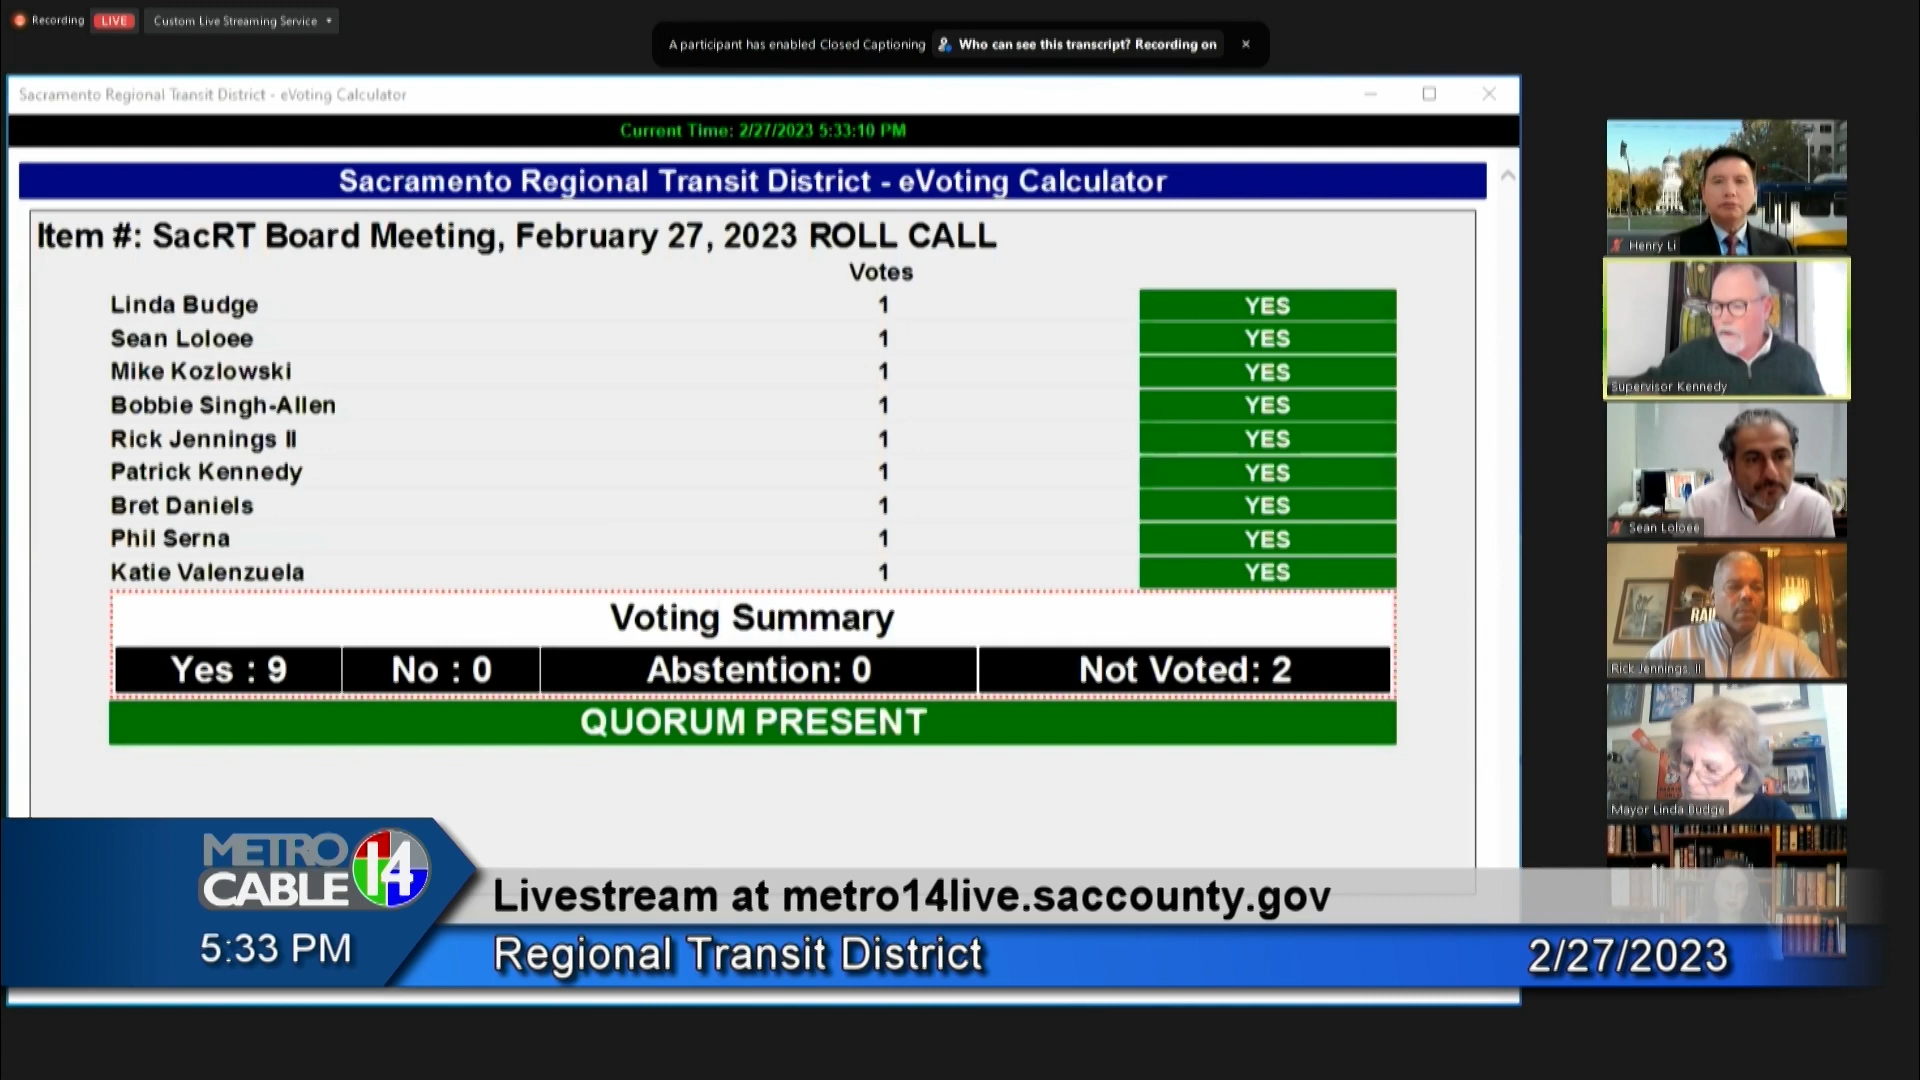 Recording LIVE Custom Live Streaming Service
A participant has enabled Closed Captioning Who can see this transcript? Recording on
Sacramento Regional Transit District - eVoting Calculator
Current Time: 2/27/2023 5:33:10 PM
Sacramento Regional Transit District - eVoting Calculator
Item #: SacRT Board Meeting, February 27, 2023 ROLL CALL
Votes
Linda Budge 1 YES
Sean Loloee 1 YES
Mike Kozlowski 1 YES
Bobbie Singh-Allen 1 YES
Rick Jennings II 1 YES
Patrick Kennedy 1 YES
Bret Daniels 1 YES
Phil Serna 1 YES
Katie Valenzuela 1 YES
Voting Summary
Yes : 9 No : 0 Abstention: 0 Not Voted: 2
QUORUM PRESENT
Henry Li
Supervisor Kennedy
Sean Loloee
RAI
Rick Jennings, II
Mayor Linda Budge
METRO
CABLE 14
5:33 PM
Livestream at metro14live.saccounty.gov
Regional Transit District
2/27/2023